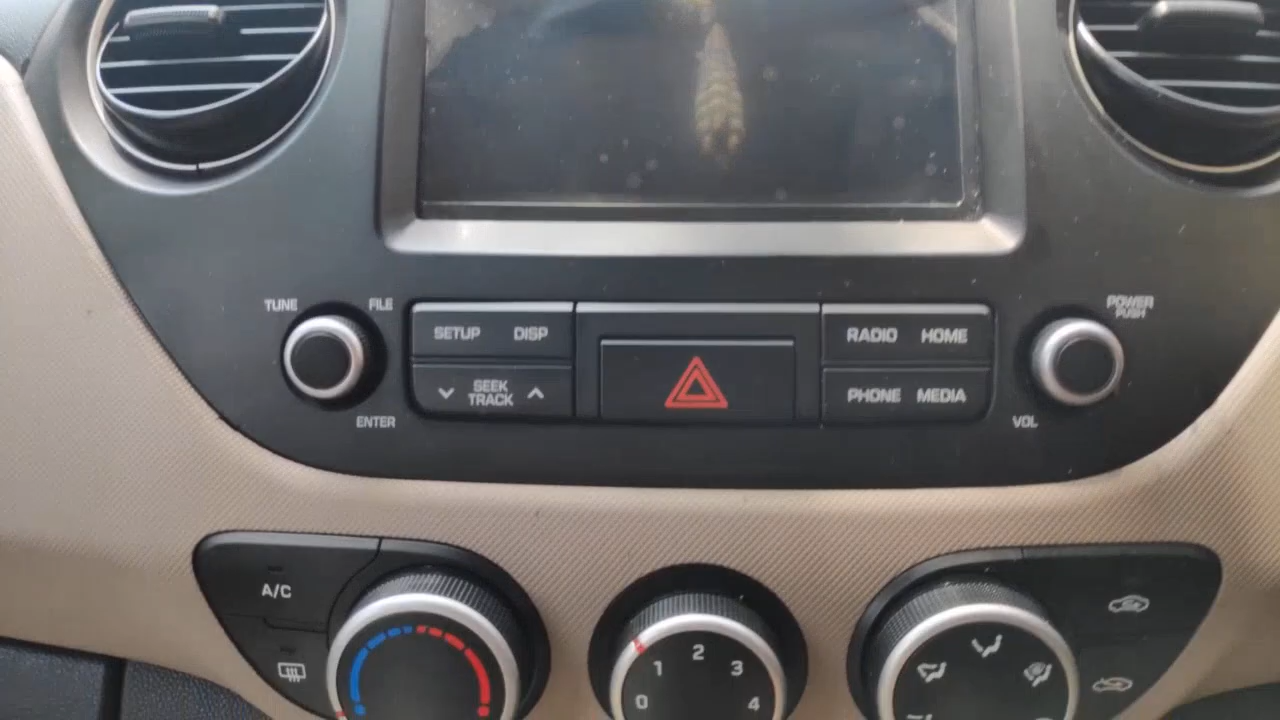 TUNE FILE
ENTER
SETUP DISP
SEEK
TRACK
RADIO HOME
PHONE MEDIA
POWER
PUSH
VOL
A/C
0 1 2 3 4